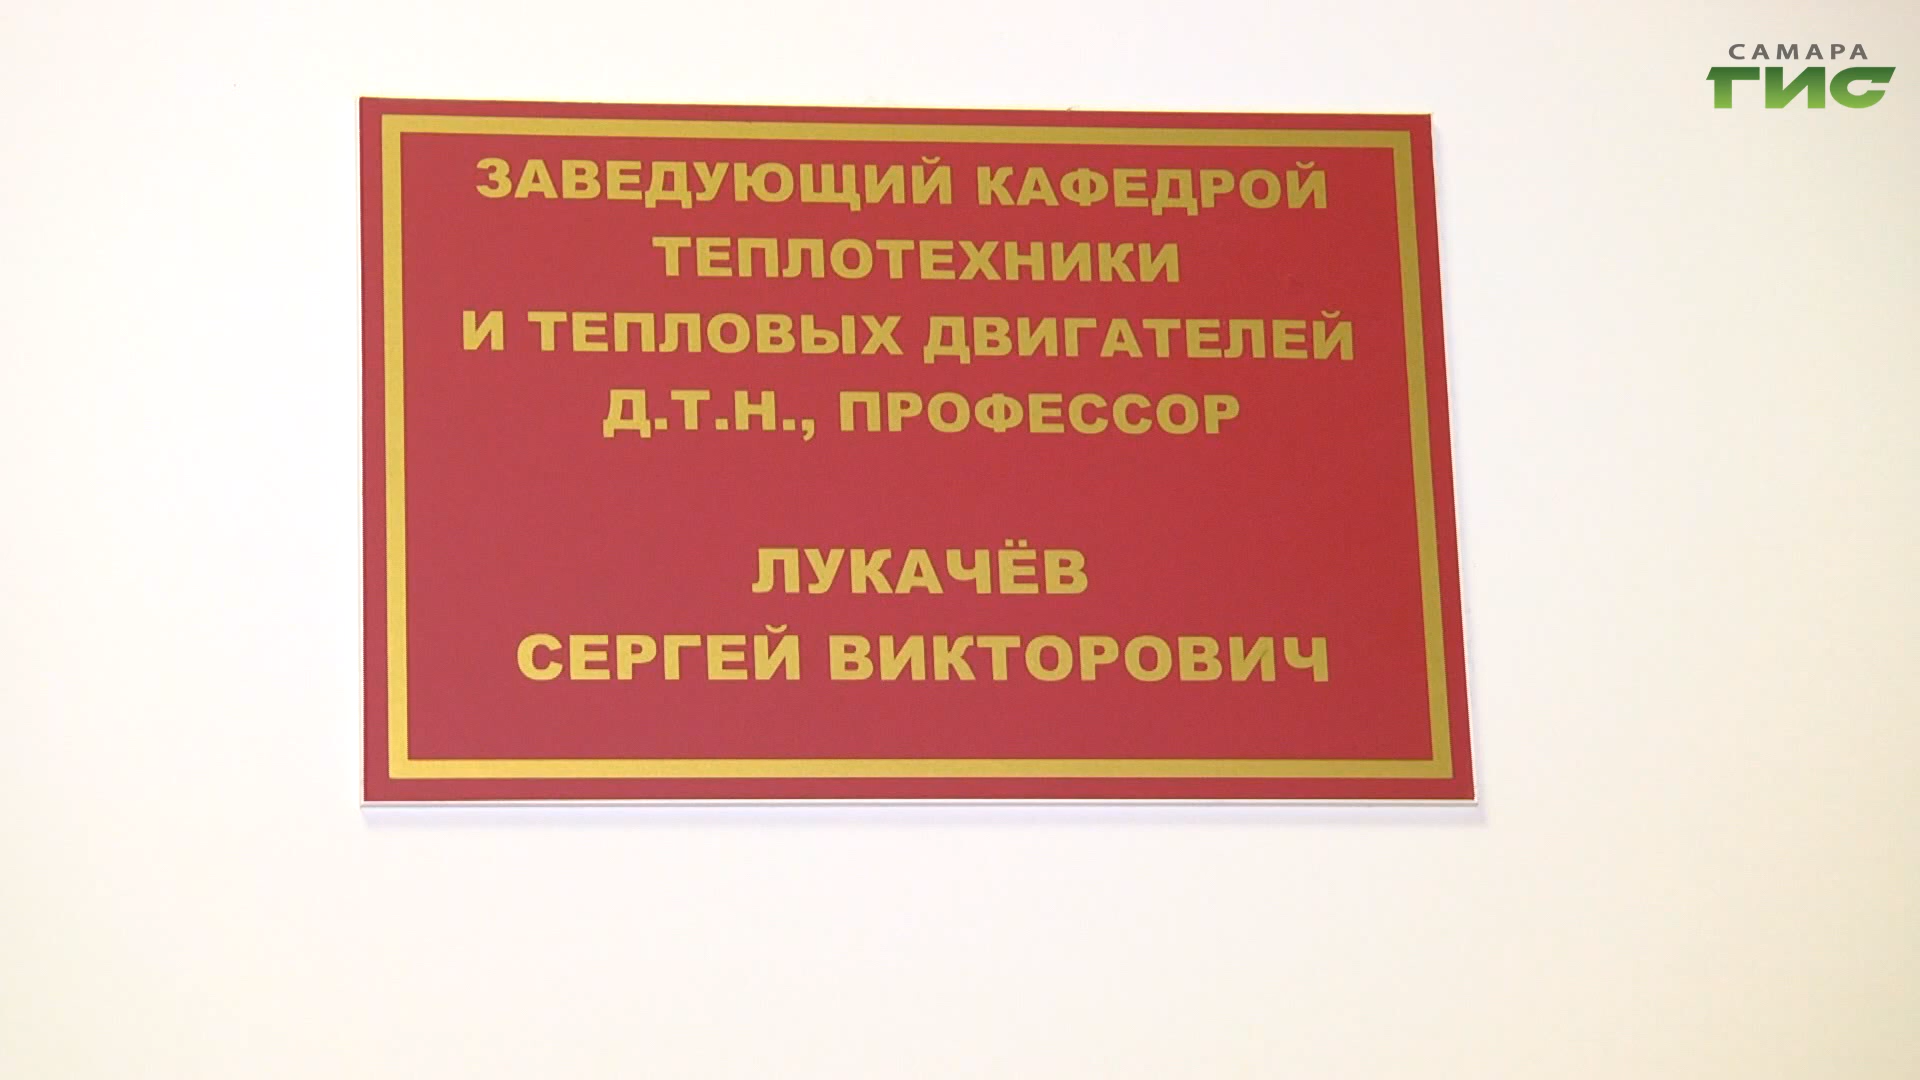 САМАРА
ГИС
ЗАВЕДУЮЩИЙ КАФЕДРОЙ
ТЕПЛОТЕХНИКИ
И ТЕПЛОВЫХ ДВИГАТЕЛЕЙ
Д.Т.Н., ПРОФЕССОР
ЛУКАЧЁВ
СЕРГЕЙ ВИКТОРОВИЧ